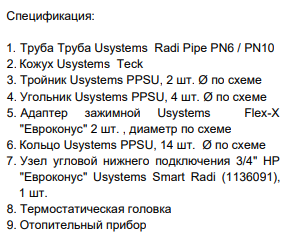 Спецификация:
1. Труба Труба Usystems Radi Pipe PN6 / PN10
2. Кожух Usystems Teck
3. Тройник Usystems PPSU, 2 шт. Ø по схеме
4. Угольник Usystems PPSU, 4 шт. Ø по схеме
5. Адаптер зажимной Usystems Flex-X
"Евроконус" 2 шт. , диаметр по схеме
6. Кольцо Usystems PPSU, 14 шт. Ø по схеме
7. Узел угловой нижнего подключения 3/4" НР
"Евроконус" Usystems Smart Radi (1136091),
1 шт.
8. Термостатическая головка
9. Отопительный прибор